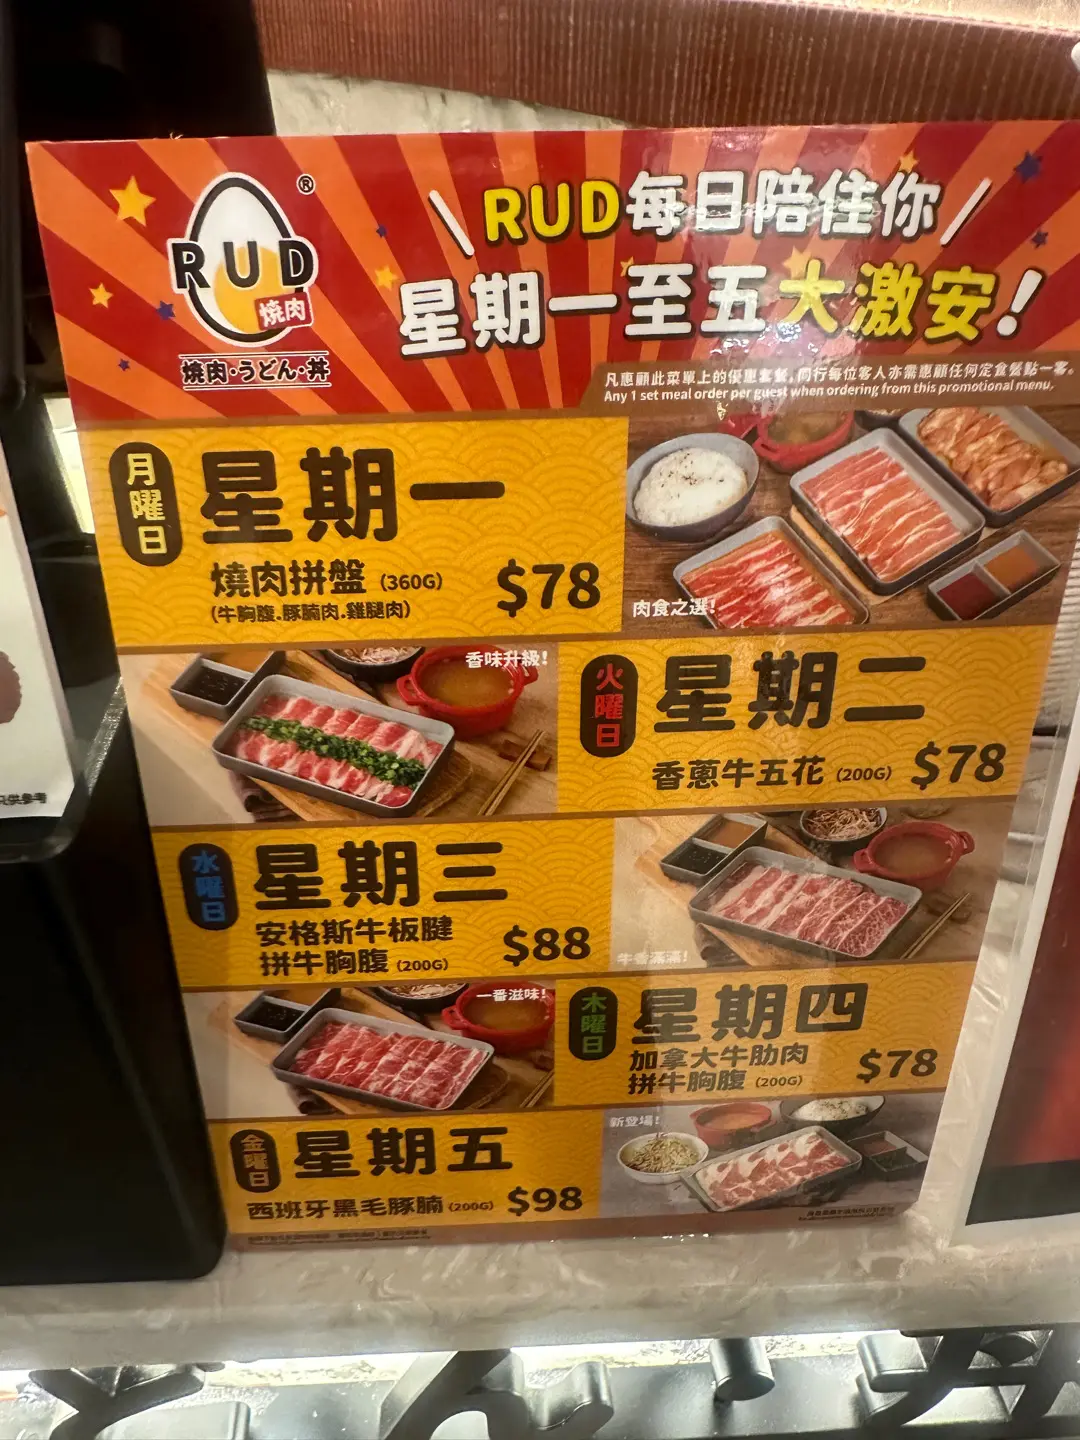 RUD
®
燒肉
燒肉・うどん・丼
RUD每日陪住你
星期一至五大激安!
凡惠顧此菜單上的優惠套餐,同行每位客人亦需惠顧任何定食餐點一客。
Any 1 set meal order per guest when ordering from this promotional menu.
月曜日
星期一
燒肉拼盤 (360G)
(牛胸腹.豚腩肉.雞腿肉)
$78
肉食之選!
香味升級!
火曜日
星期二
香蔥牛五花 (200G)
$78
水曜日
星期三
安格斯牛板腱
拼牛胸腹 (200G)
$88
牛香滿滿!
一番滋味!
木曜日
星期四
加拿大牛肋肉
拼牛胸腹 (200G)
$78
金曜日
星期五
西班牙黑毛豚腩 (200G)
$98
新登場!
只供參考